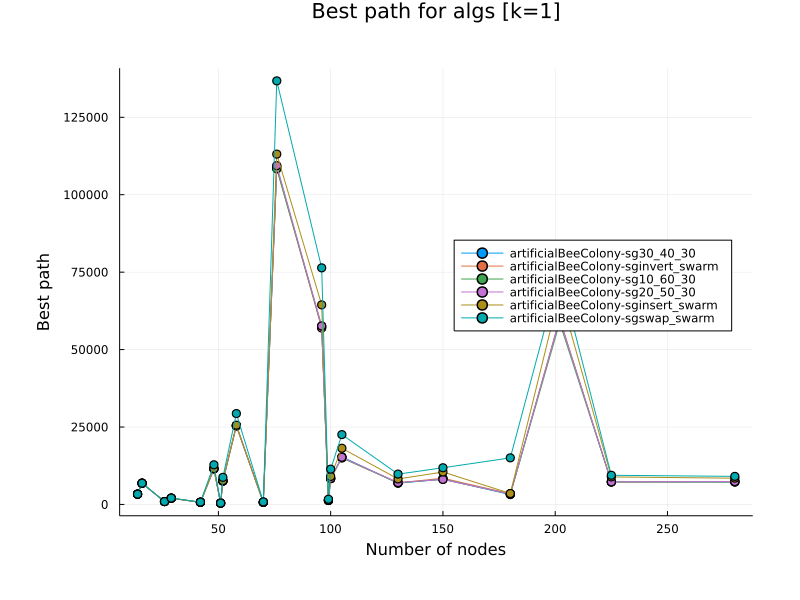 Best path for algs [k=1]
125000
100000
75000
50000
25000
0
Best path
artificialBeeColony-sg30_40_30
artificialBeeColony-sginvert_swarm
artificialBeeColony-sg10_60_30
artificialBeeColony-sg20_50_30
artificialBeeColony-sginsert_swarm
artificialBeeColony-sgswap_swarm
50 100 150 200 250
Number of nodes